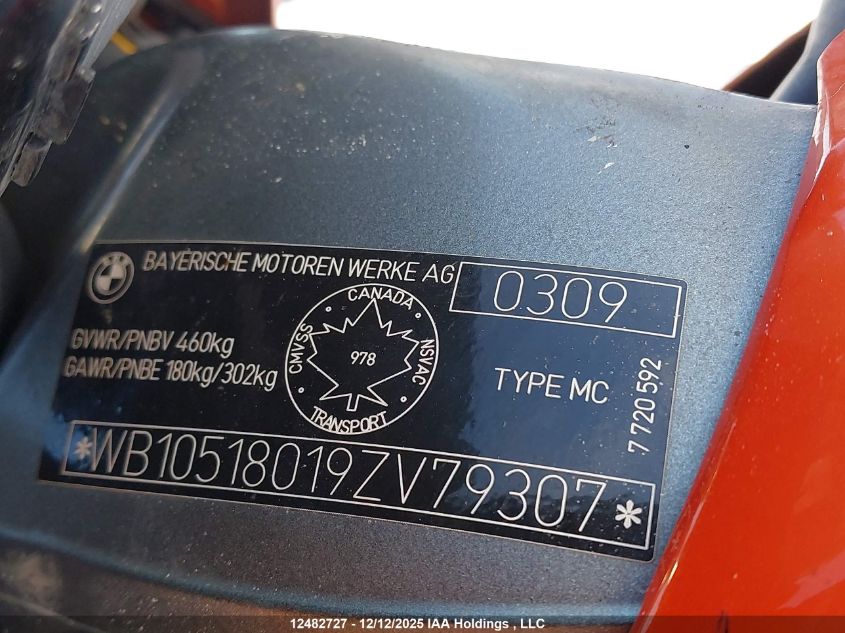 BAYERISCHE MOTOREN WERKE AG
0309
GVWR/PNBV 460kg
GAWR/PNBE 180kg/302kg
CANADA
CMVSS
978
NSVAC
TRANSPORT
TYPE MC
7 720 592
*WB10518019ZV79307*
12482727 - 12/12/2025 IAA Holdings , LLC